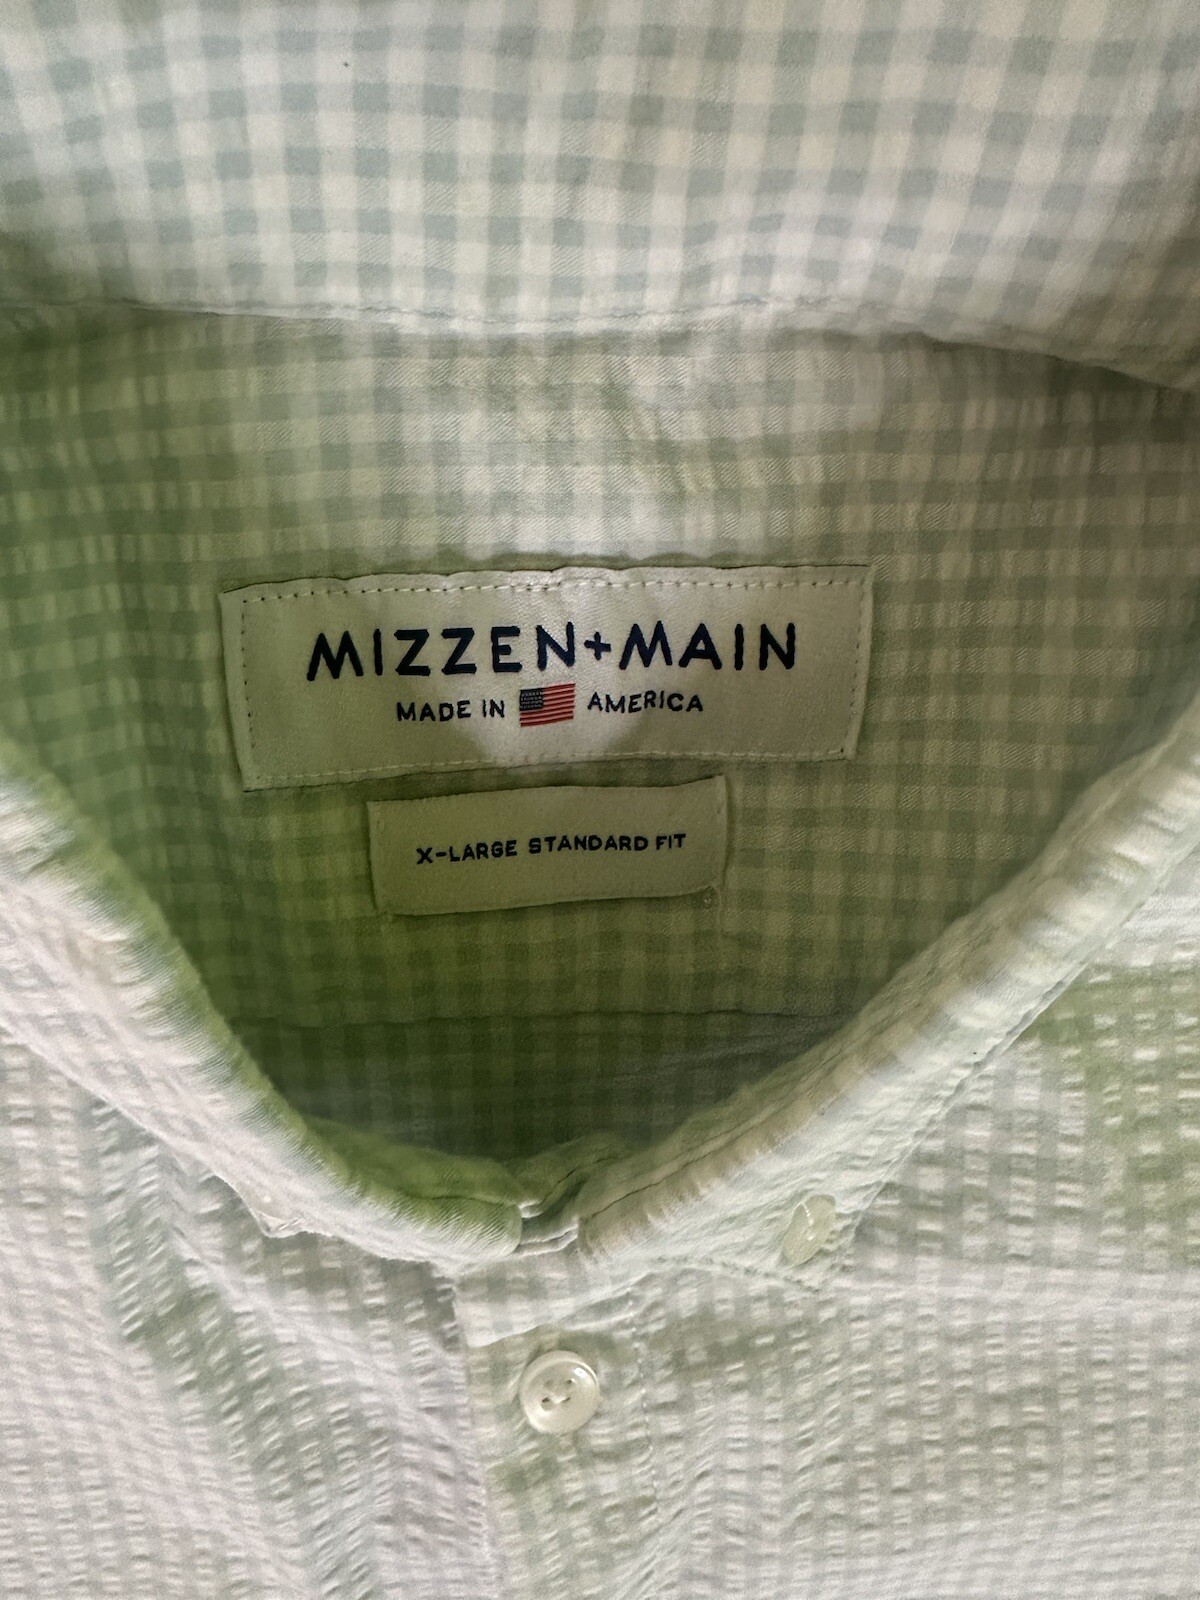 MIZZEN+MAIN
MADE IN AMERICA
X-LARGE STANDARD FIT